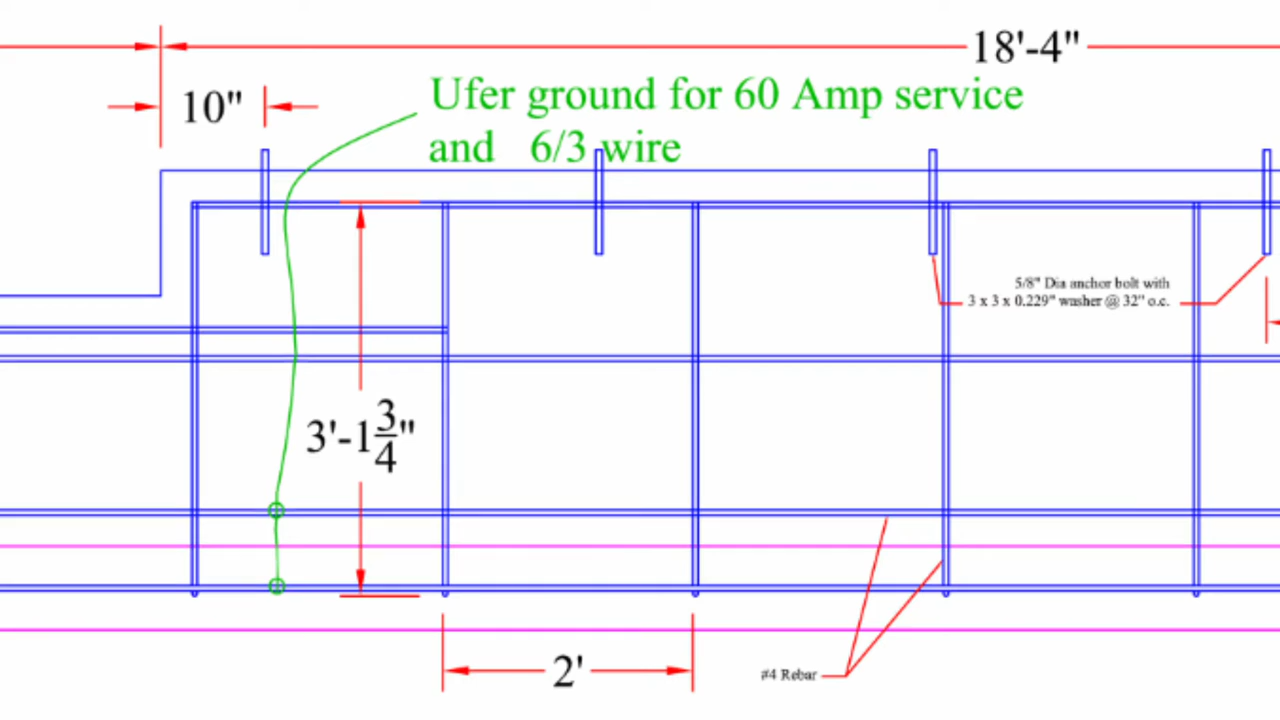 18'-4"
10"
Ufer ground for 60 Amp service
and 6/3 wire
5/8" Dia anchor bolt with
3 x 3 x 0.229" washer @ 32" o.c.
3'-1 3/4"
2'
#4 Rebar